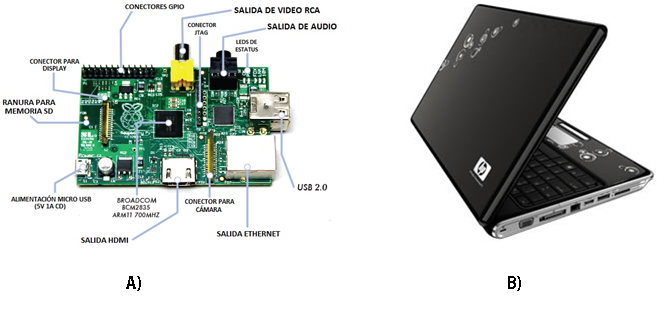 CONECTORES GPIO
SALIDA DE VIDEO RCA
CONECTOR
JTAG
SALIDA DE AUDIO
LEDS DE
ESTATUS
CONECTOR PARA
DISPLAY
RANURA PARA
MEMORIA SD
ALIMENTACIÓN MICRO USB
(5V 1A CD)
BROADCOM
BCM2835
ARM11 700MHZ
CONECTOR PARA
CÁMARA
USB 2.0
SALIDA HDMI
SALIDA ETHERNET
hp
A)
B)